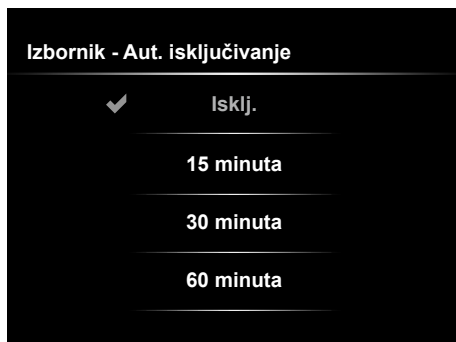 Izbornik - Aut. isključivanje
Isklj.
15 minuta
30 minuta
60 minuta